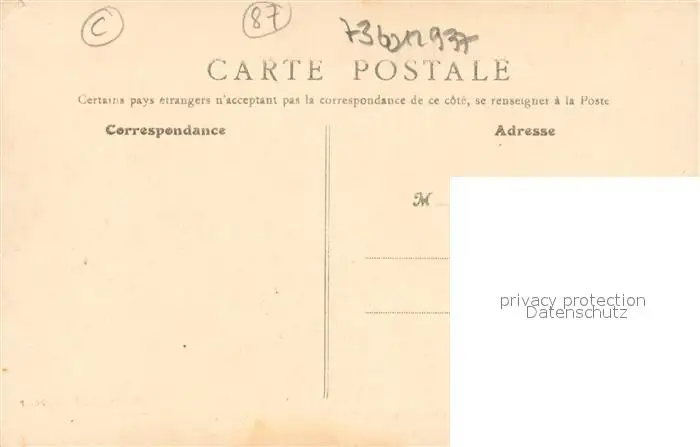 C
87
CARTE POSTALE
Certains pays étrangers n'acceptant pas la correspondance de ce côté, se renseigner à la Poste
Correspondance
Adresse
M
privacy protection
Datenschutz